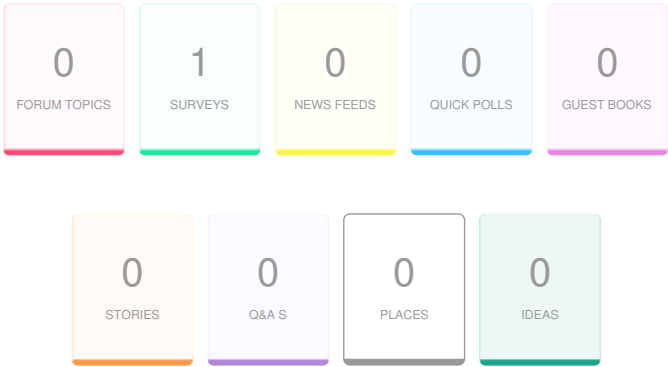 0
FORUM TOPICS
1
SURVEYS
0
NEWS FEEDS
0
QUICK POLLS
0
GUEST BOOKS
0
STORIES
0
Q&A S
0
PLACES
0
IDEAS